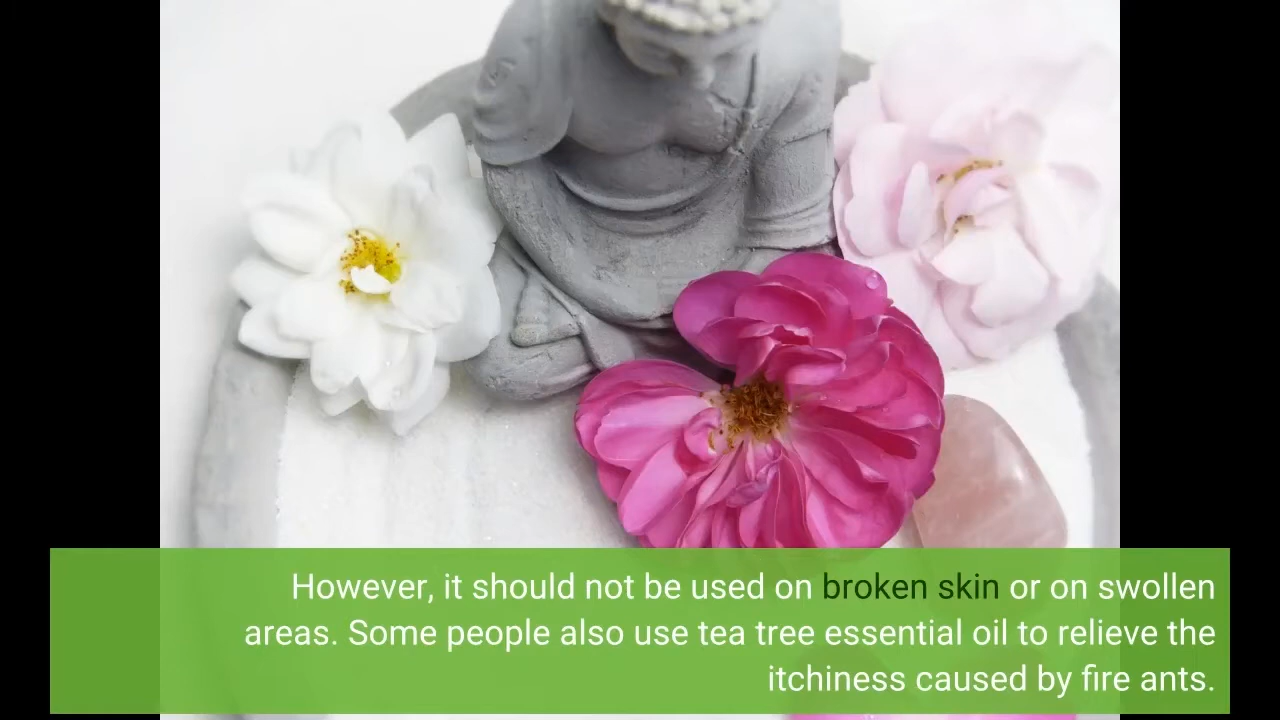 However, it should not be used on broken skin or on swollen
areas. Some people also use tea tree essential oil to relieve the
itchiness caused by fire ants.